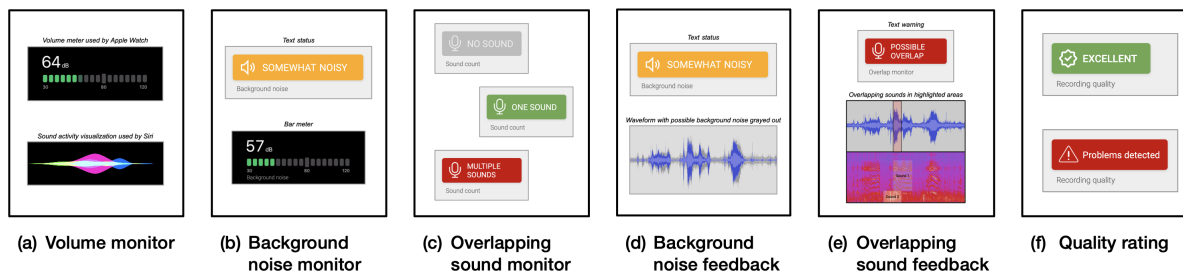 Volume meter used by Apple Watch
64 dB
30 80 120
Sound activity visualization used by Siri
(a) Volume monitor
Text status
SOMEWHAT NOISY
Background noise
Bar meter
57 dB
30 80 120
Background noise
(b) Background
noise monitor
NO SOUND
Sound count
ONE SOUND
Sound count
MULTIPLE
SOUNDS
Sound count
(c) Overlapping
sound monitor
Text status
SOMEWHAT NOISY
Background noise
Waveform with possible background noise grayed out
(d) Background
noise feedback
Text warning
POSSIBLE
OVERLAP
Overlap monitor
Overlapping sounds in highlighted areas
Sound 1
Sound 2
(e) Overlapping
sound feedback
EXCELLENT
Recording quality
Problems detected
Recording quality
(f) Quality rating